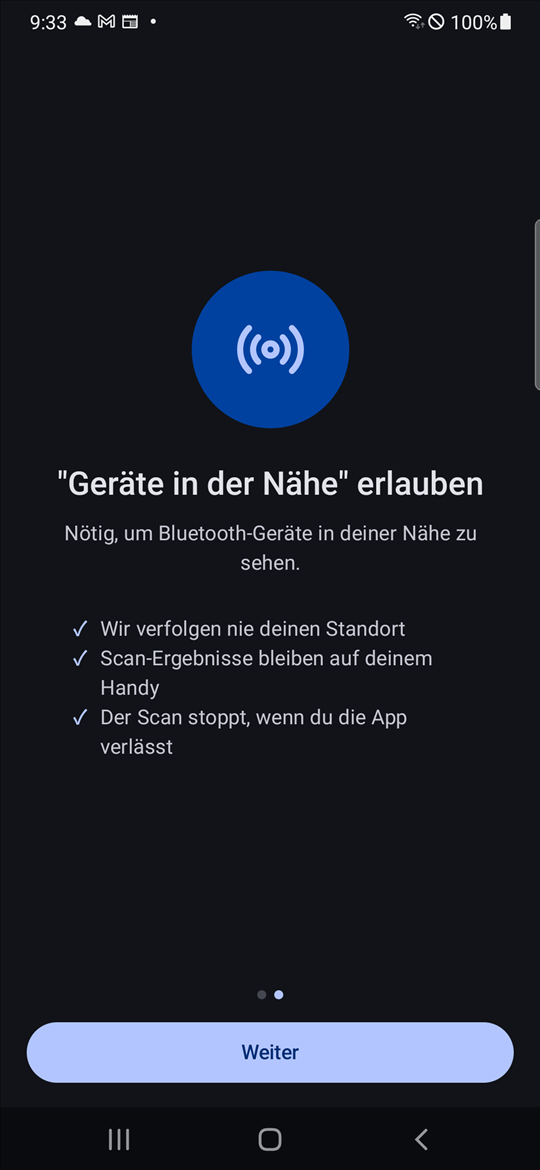 9:33
100%
"Geräte in der Nähe" erlauben
Nötig, um Bluetooth-Geräte in deiner Nähe zu
sehen.
✓ Wir verfolgen nie deinen Standort
✓ Scan-Ergebnisse bleiben auf deinem
Handy
✓ Der Scan stoppt, wenn du die App
verlässt
Weiter